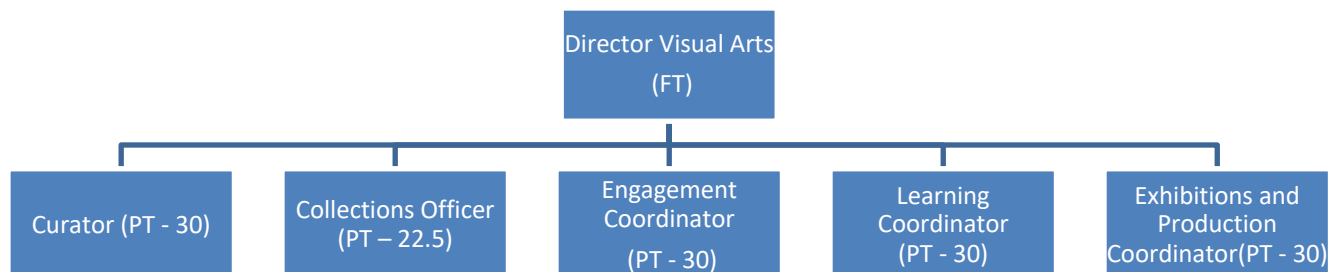 Director Visual Arts
(FT)
Curator (PT - 30)
Collections Officer
(PT – 22.5)
Engagement
Coordinator
(PT - 30)
Learning
Coordinator
(PT - 30)
Exhibitions and
Production
Coordinator(PT - 30)